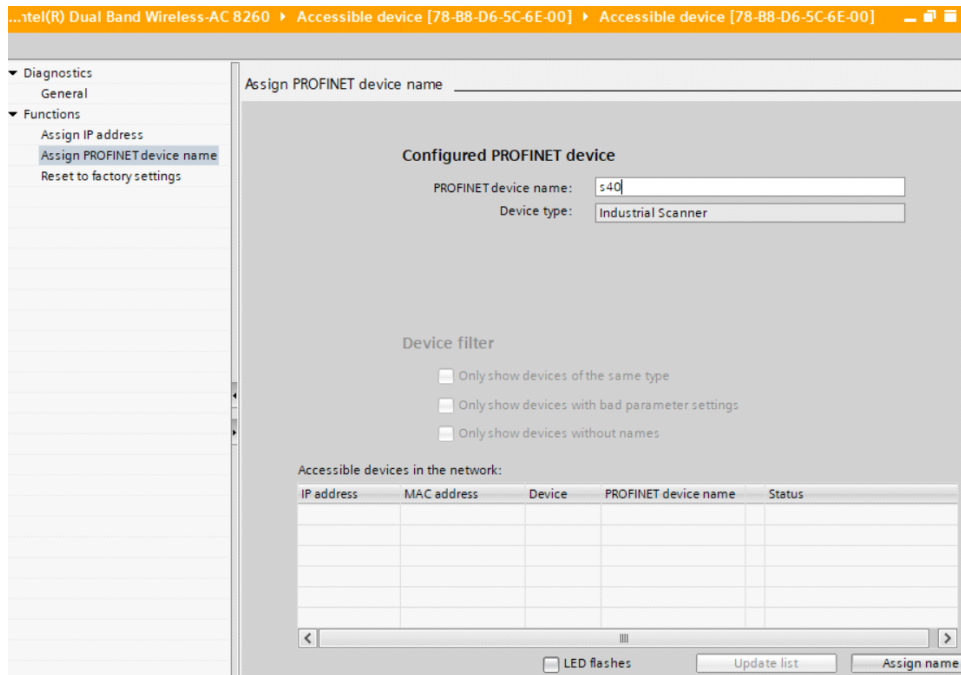 ...ntel(R) Dual Band Wireless-AC 8260 ▸ Accessible device [78-B8-D6-5C-6E-00] ▸ Accessible device [78-B8-D6-5C-6E-00]
Diagnostics
General
Functions
Assign IP address
Assign PROFINET device name
Reset to factory settings
Assign PROFINET device name
Configured PROFINET device
PROFINET device name: s40
Device type: Industrial Scanner
Device filter
Only show devices of the same type
Only show devices with bad parameter settings
Only show devices without names
Accessible devices in the network:
IP address MAC address Device PROFINET device name Status
LED flashes Update list Assign name